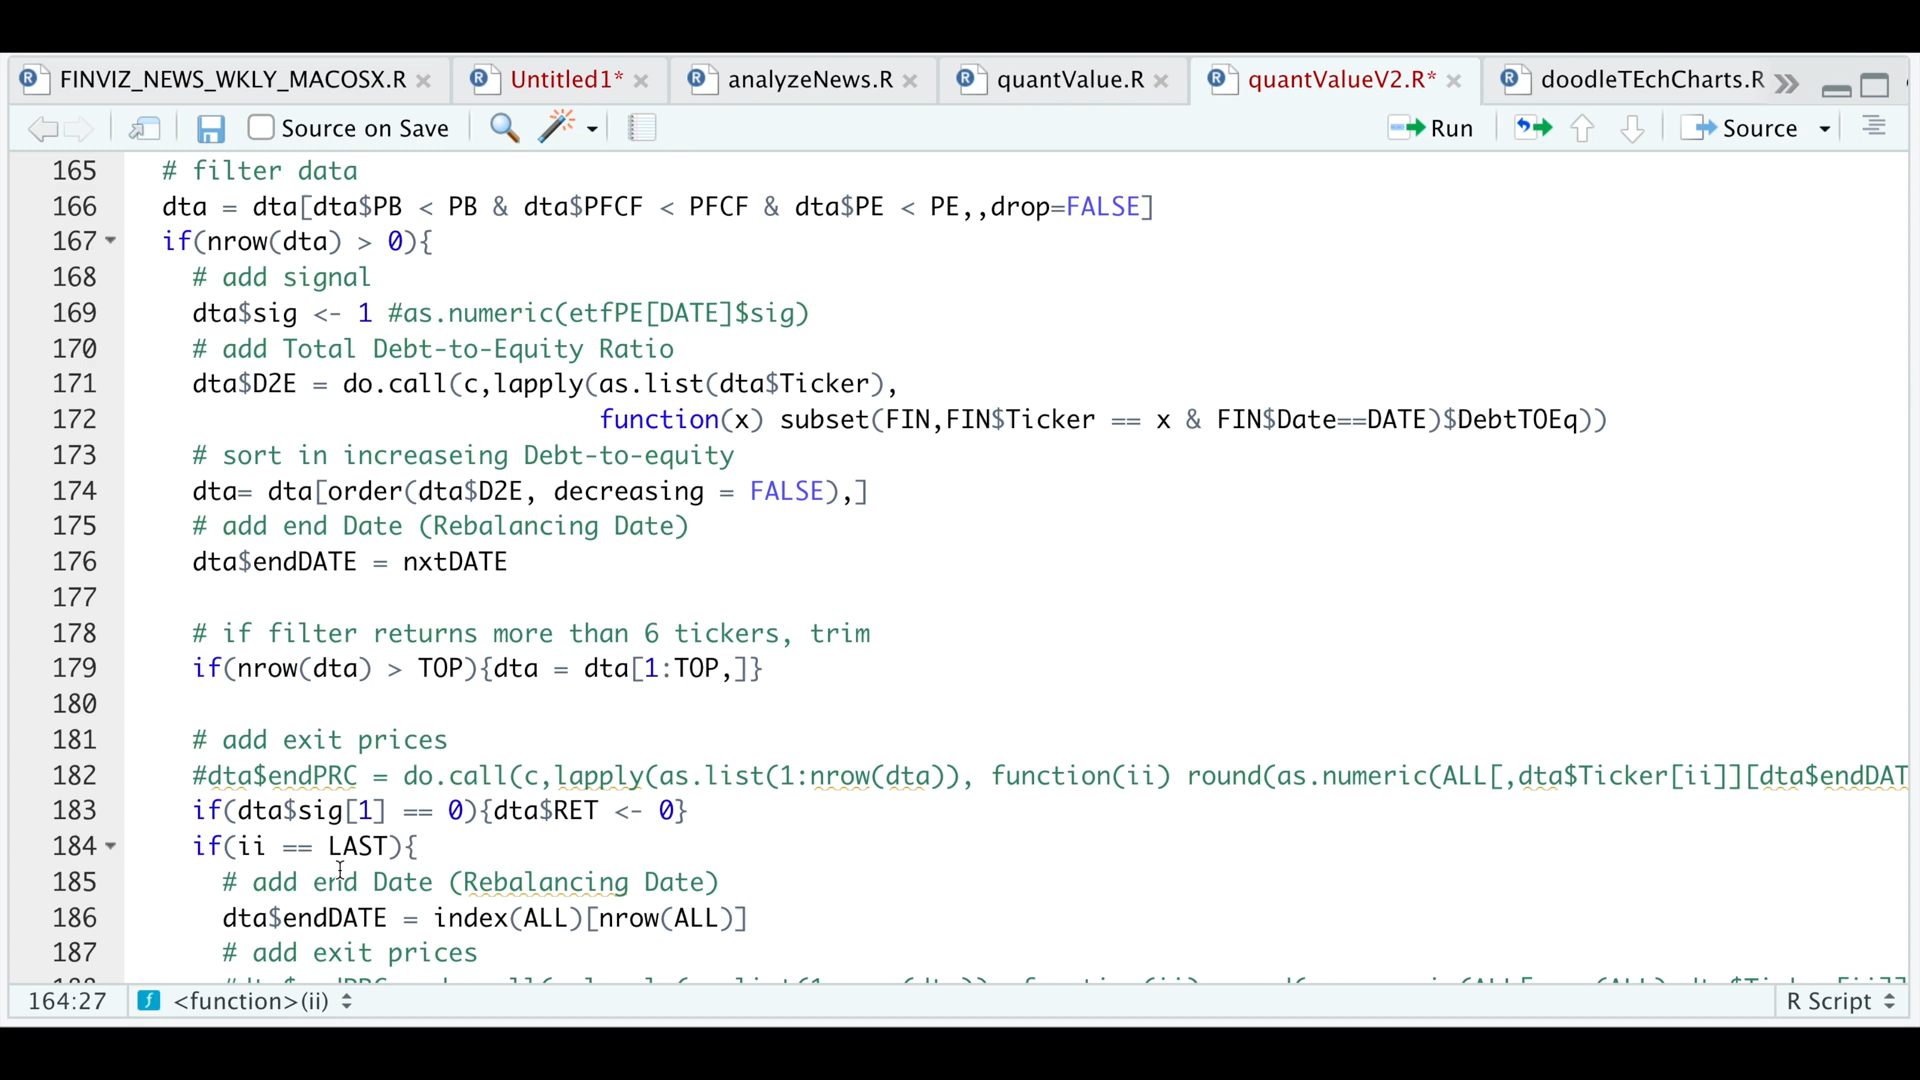 FINVIZ_NEWS_WKLY_MACOSX.R Untitled1* analyzeNews.R quantValue.R quantValueV2.R* doodleTEchCharts.R
Source on Save Run Source
165 # filter data
166 dta = dta[dta$PB < PB & dta$PFCF < PFCF & dta$PE < PE,,drop=FALSE]
167 if(nrow(dta) > 0){
168 # add signal
169 dta$sig <- 1 #as.numeric(etfPE[DATE]$sig)
170 # add Total Debt-to-Equity Ratio
171 dta$D2E = do.call(c,lapply(as.list(dta$Ticker),
172 function(x) subset(FIN,FIN$Ticker == x & FIN$Date==DATE)$DebtTOEq))
173 # sort in increaseing Debt-to-equity
174 dta= dta[order(dta$D2E, decreasing = FALSE),]
175 # add end Date (Rebalancing Date)
176 dta$endDATE = nxtDATE
177
178 # if filter returns more than 6 tickers, trim
179 if(nrow(dta) > TOP){dta = dta[1:TOP,]}
180
181 # add exit prices
182 #dta$endPRC = do.call(c,lapply(as.list(1:nrow(dta)), function(ii) round(as.numeric(ALL[,dta$Ticker[ii]][dta$endDAT
183 if(dta$sig[1] == 0){dta$RET <- 0}
184 if(ii == LAST){
185 # add end Date (Rebalancing Date)
186 dta$endDATE = index(ALL)[nrow(ALL)]
187 # add exit prices
164:27 <function>(ii) R Script